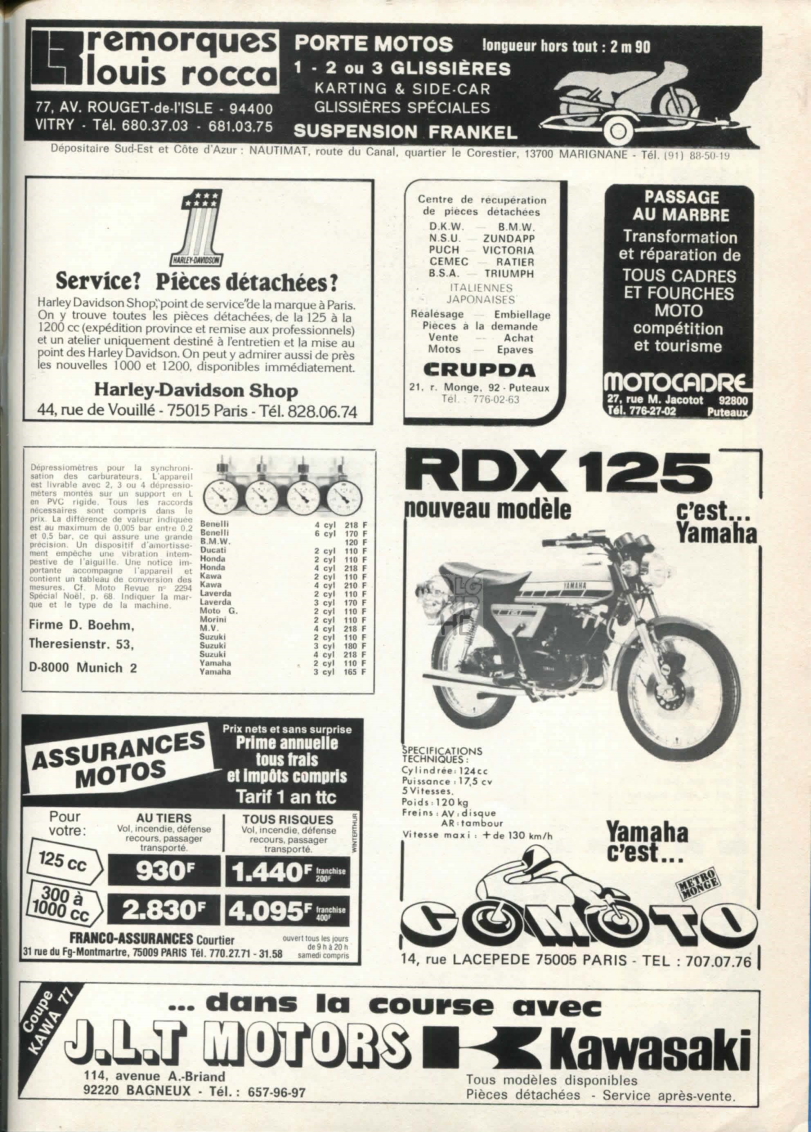 remorques
louis rocca
77, AV. ROUGET-de-l'ISLE - 94400
VITRY - Tél. 680.37.03 - 681.03.75
PORTE MOTOS longueur hors tout : 2 m 90
1 - 2 ou 3 GLISSIÈRES
KARTING & SIDE-CAR
GLISSIÈRES SPÉCIALES
SUSPENSION FRANKEL
Dépositaire Sud-Est et Côte d'Azur : NAUTIMAT, route du Canal, quartier le Corestier, 13700 MARIGNANE - Tél. (91) 88-50-19
1
HARLEY-DAVIDSON
Service? Pièces détachées?
Harley Davidson Shop,"point de service"de la marque à Paris.
On y trouve toutes les pièces détachées, de la 125 à la
1200 cc (expédition province et remise aux professionnels)
et un atelier uniquement destiné à l'entretien et la mise au
point des Harley Davidson. On peut y admirer aussi de près
les nouvelles 1000 et 1200, disponibles immédiatement.
Harley-Davidson Shop
44, rue de Vouillé - 75015 Paris - Tél. 828.06.74
Centre de récupération
de pièces détachées
D.K.W. — B.M.W.
N.S.U. — ZUNDAPP
PUCH — VICTORIA
CEMEC — RATIER
B.S.A. — TRIUMPH
ITALIENNES
JAPONAISES
Réalésage — Embiellage
Pièces à la demande
Vente — Achat
Motos — Epaves
CRUPDA
21, r. Monge, 92 - Puteaux
Tél. : 776-02-63
PASSAGE
AU MARBRE
Transformation
et réparation de
TOUS CADRES
ET FOURCHES
MOTO
compétition
et tourisme
MOTOCADRE
27, rue M. Jacotot 92800
Tél. 776-27-02 Puteaux
Dépressiomètres pour la synchroni-
sation des carburateurs. L'appareil
est livrable avec 2, 3 ou 4 dépressio-
mèters montés sur un support en L
en PVC rigide. Tous les raccords
nécessaires sont compris dans le
prix. La différence de valeur indiquée
est au maximum de 0.005 bar entre 0.2
et 0.5 bar, ce qui assure une grande
précision. Un dispositif d'amortisse-
ment empêche une vibration intem-
pestive de l'aiguille. Une notice im-
portante accompagne l'appareil et
contient un tableau de conversion des
mesures. Cf. Moto Revue n° 2294
Spécial Noël, p. 68. Indiquer la mar-
que et le type de la machine.
Firme D. Boehm,
Theresienstr. 53,
D-8000 Munich 2
Benelli 4 cyl 218 F
Benelli 6 cyl 170 F
B.M.W. 120 F
Ducati 2 cyl 110 F
Honda 2 cyl 110 F
Honda 4 cyl 218 F
Kawa 2 cyl 110 F
Kawa 4 cyl 210 F
Laverda 2 cyl 110 F
Laverda 3 cyl 170 F
Moto G. 2 cyl 110 F
Morini 2 cyl 110 F
M.V. 4 cyl 218 F
Suzuki 2 cyl 110 F
Suzuki 3 cyl 180 F
Suzuki 4 cyl 218 F
Yamaha 2 cyl 110 F
Yamaha 3 cyl 165 F
RDX 125
nouveau modèle
c'est...
Yamaha
YAMAHA
SPECIFICATIONS
TECHNIQUES :
Cylindrée : 124cc
Puissance : 17,5 cv
5 Vitesses.
Poids : 120 kg
Freins : AV : disque
AR : tambour
Vitesse maxi : + de 130 km/h
Yamaha
c'est...
METRO
MONGE
COMOTO
14, rue LACEPEDE 75005 PARIS - TEL : 707.07.76
ASSURANCES
MOTOS
Prix nets et sans surprise
Prime annuelle
tous frais
et impôts compris
Tarif 1 an ttc
Pour
votre :
AU TIERS
Vol, incendie, défense
recours, passager
transporté.
TOUS RISQUES
Vol, incendie, défense
recours, passager
transporté.
WINTERTHUR
125 cc
930F
1.440F franchise
200F
300 à
1000 cc
2.830F
4.095F franchise
400F
FRANCO-ASSURANCES Courtier
31 rue du Fg-Montmartre, 75009 PARIS Tél. 770.27.71 - 31.58
ouvert tous les jours
de 9 h à 20 h
samedi compris
Coupe
KAWA 77
... dans la course avec
J.L.T MOTORS Kawasaki
114, avenue A.-Briand
92220 BAGNEUX - Tél. : 657-96-97
Tous modèles disponibles
Pièces détachées - Service après-vente.